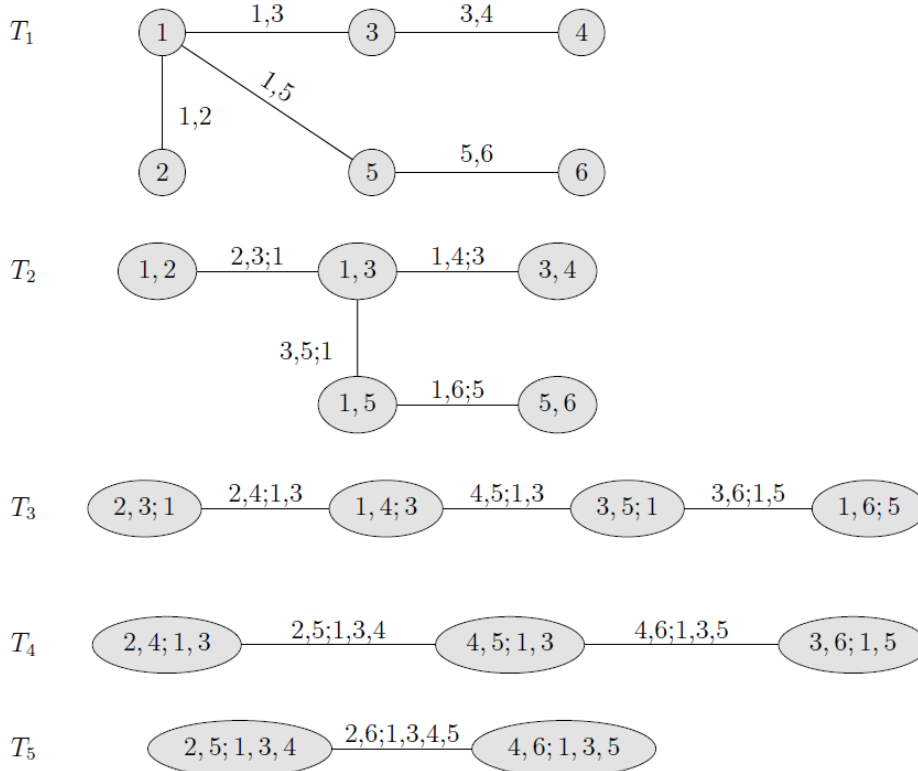 T1 1 1,3 3 3,4 4
1,5
1,2
2 5 5,6 6
T2 1,2 2,3;1 1,3 1,4;3 3,4
3,5;1
1,5 1,6;5 5,6
T3 2,3;1 2,4;1,3 1,4;3 4,5;1,3 3,5;1 3,6;1,5 1,6;5
T4 2,4;1,3 2,5;1,3,4 4,5;1,3 4,6;1,3,5 3,6;1,5
T5 2,5;1,3,4 2,6;1,3,4,5 4,6;1,3,5